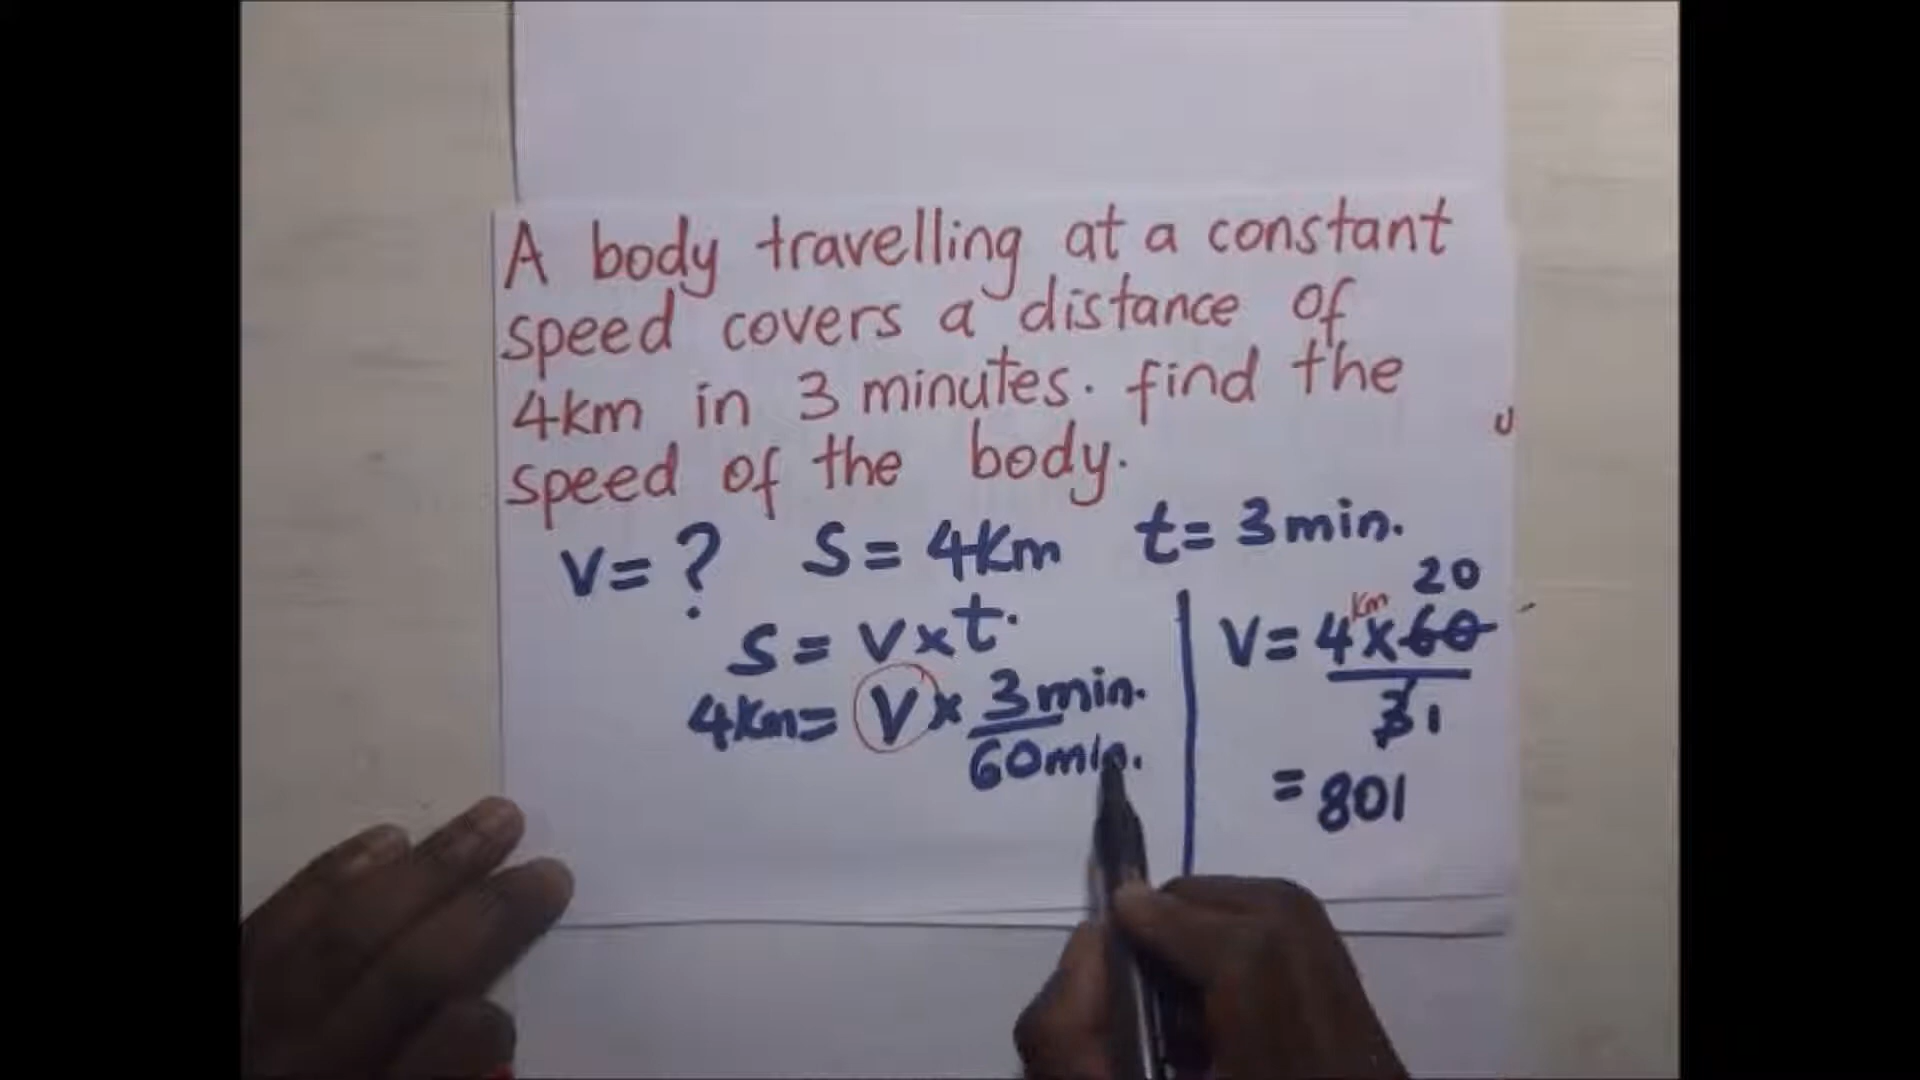 A body travelling at a constant
speed covers a distance of
4km in 3 minutes. find the
speed of the body.
V = ? S = 4Km t = 3min.
S = V x t.
4Km = V x 3min.
60min.
20
V = 4 km x 60
3 1
= 801